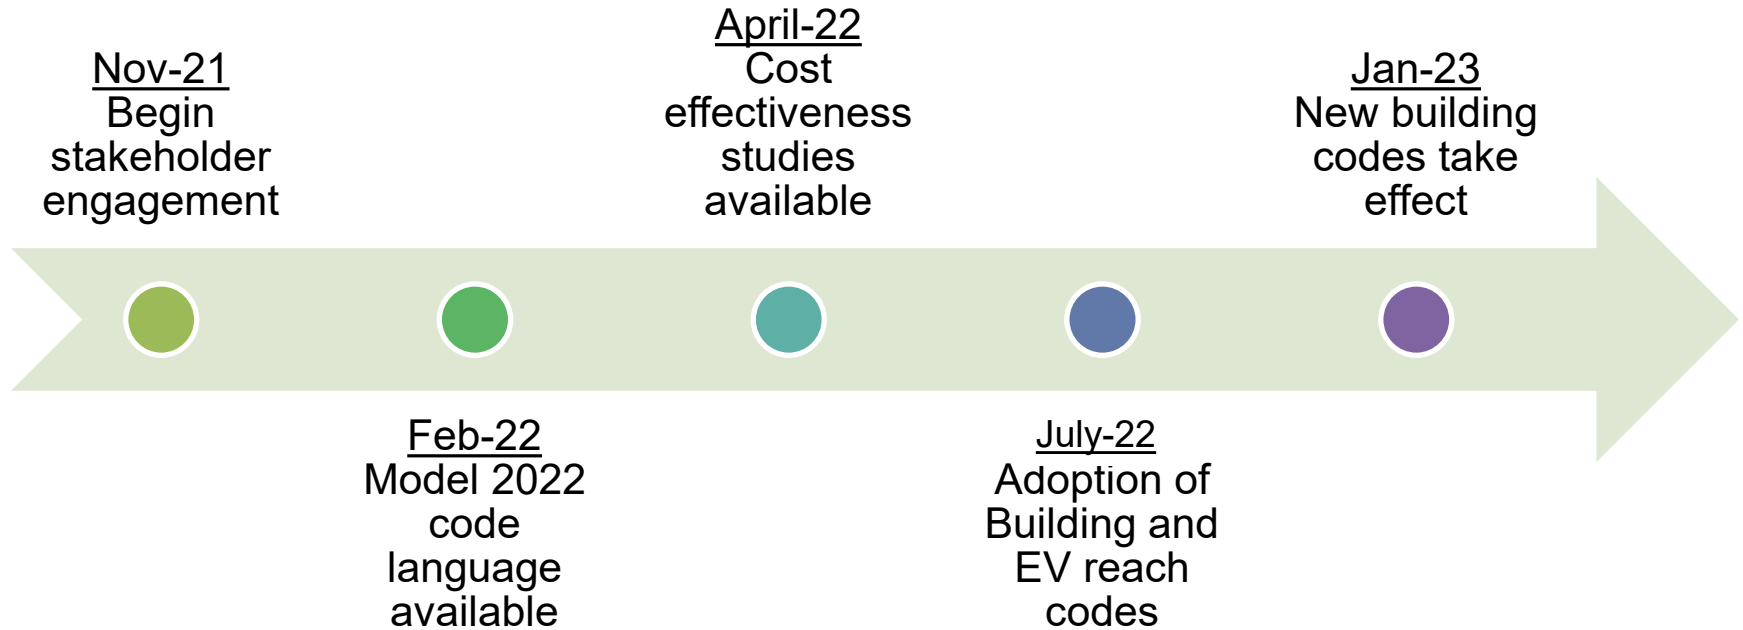 Nov-21
Begin
stakeholder
engagement
Feb-22
Model 2022
code
language
available
April-22
Cost
effectiveness
studies
available
July-22
Adoption of
Building and
EV reach
codes
Jan-23
New building
codes take
effect